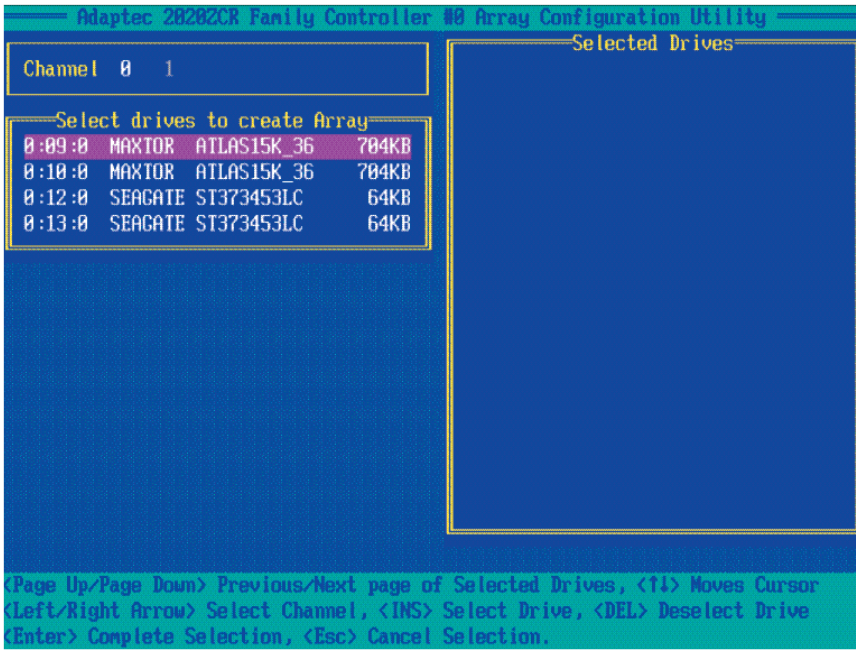 Adaptec 2020ZCR Family Controller #0 Array Configuration Utility
Channel 0 1
Select drives to create Array
0:09:0 MAXTOR ATLAS15K_36 704KB
0:10:0 MAXTOR ATLAS15K_36 704KB
0:12:0 SEAGATE ST373453LC 64KB
0:13:0 SEAGATE ST373453LC 64KB
Selected Drives
<Page Up/Page Down> Previous/Next page of Selected Drives, <↑↓> Moves Cursor
<Left/Right Arrow> Select Channel, <INS> Select Drive, <DEL> Deselect Drive
<Enter> Complete Selection, <Esc> Cancel Selection.